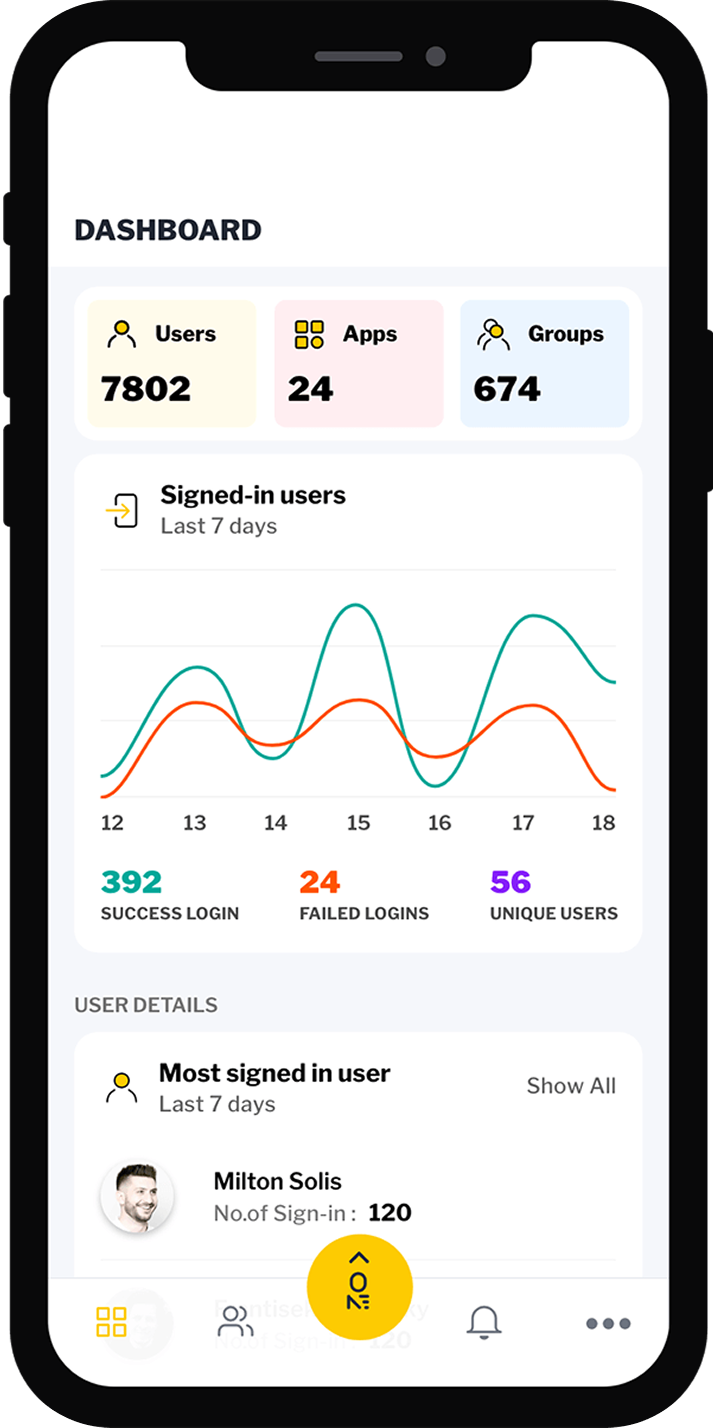 DASHBOARD
Users Apps Groups
7802 24 674
Signed-in users
Last 7 days
12 13 14 15 16 17 18
392 24 56
SUCCESS LOGIN FAILED LOGINS UNIQUE USERS
USER DETAILS
Most signed in user
Last 7 days
Show All
Milton Solis
No.of Sign-in : 120
No.of Sign-in 120